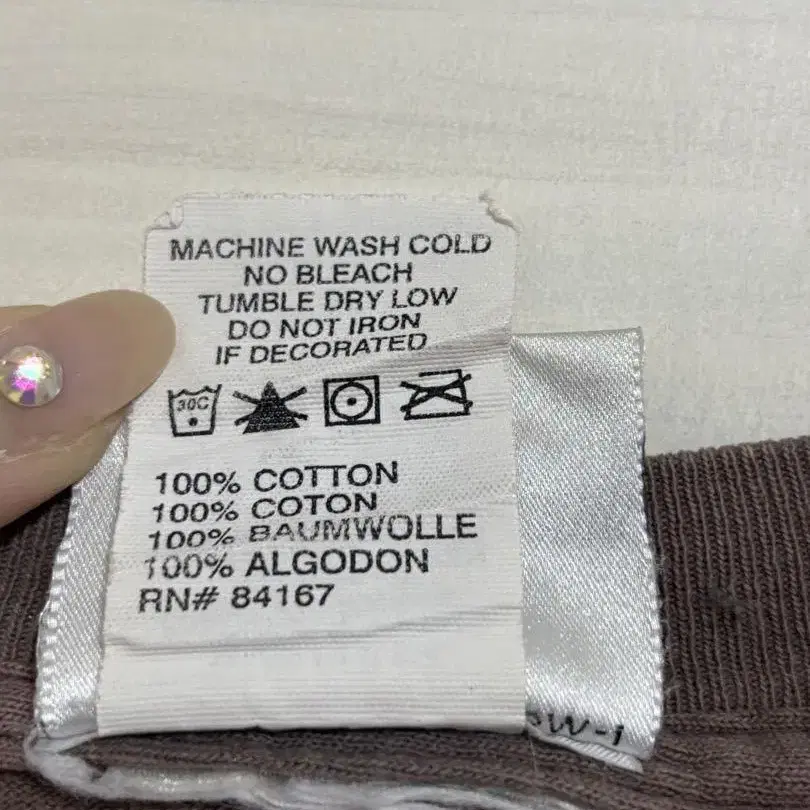 MACHINE WASH COLD
NO BLEACH
TUMBLE DRY LOW
DO NOT IRON
IF DECORATED
30C
100% COTTON
100% COTON
100% BAUMWOLLE
100% ALGODON
RN# 84167